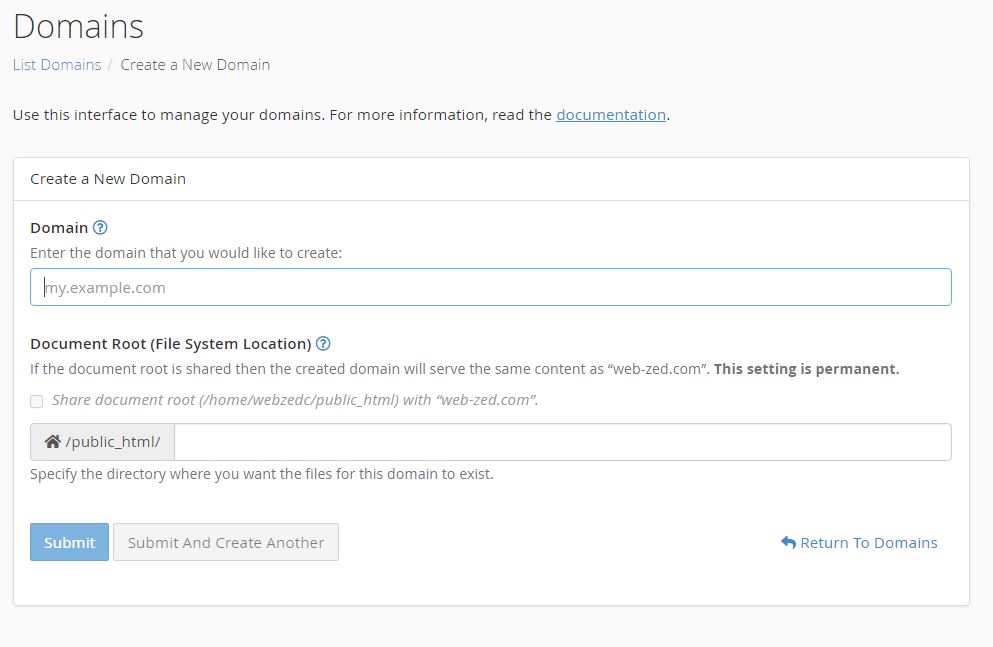 Domains
List Domains / Create a New Domain
Use this interface to manage your domains. For more information, read the documentation.
Create a New Domain
Domain ?
Enter the domain that you would like to create:
my.example.com
Document Root (File System Location) ?
If the document root is shared then the created domain will serve the same content as “web-zed.com”. This setting is permanent.
Share document root (/home/webzedc/public_html) with “web-zed.com”.
/public_html/
Specify the directory where you want the files for this domain to exist.
Submit Submit And Create Another Return To Domains